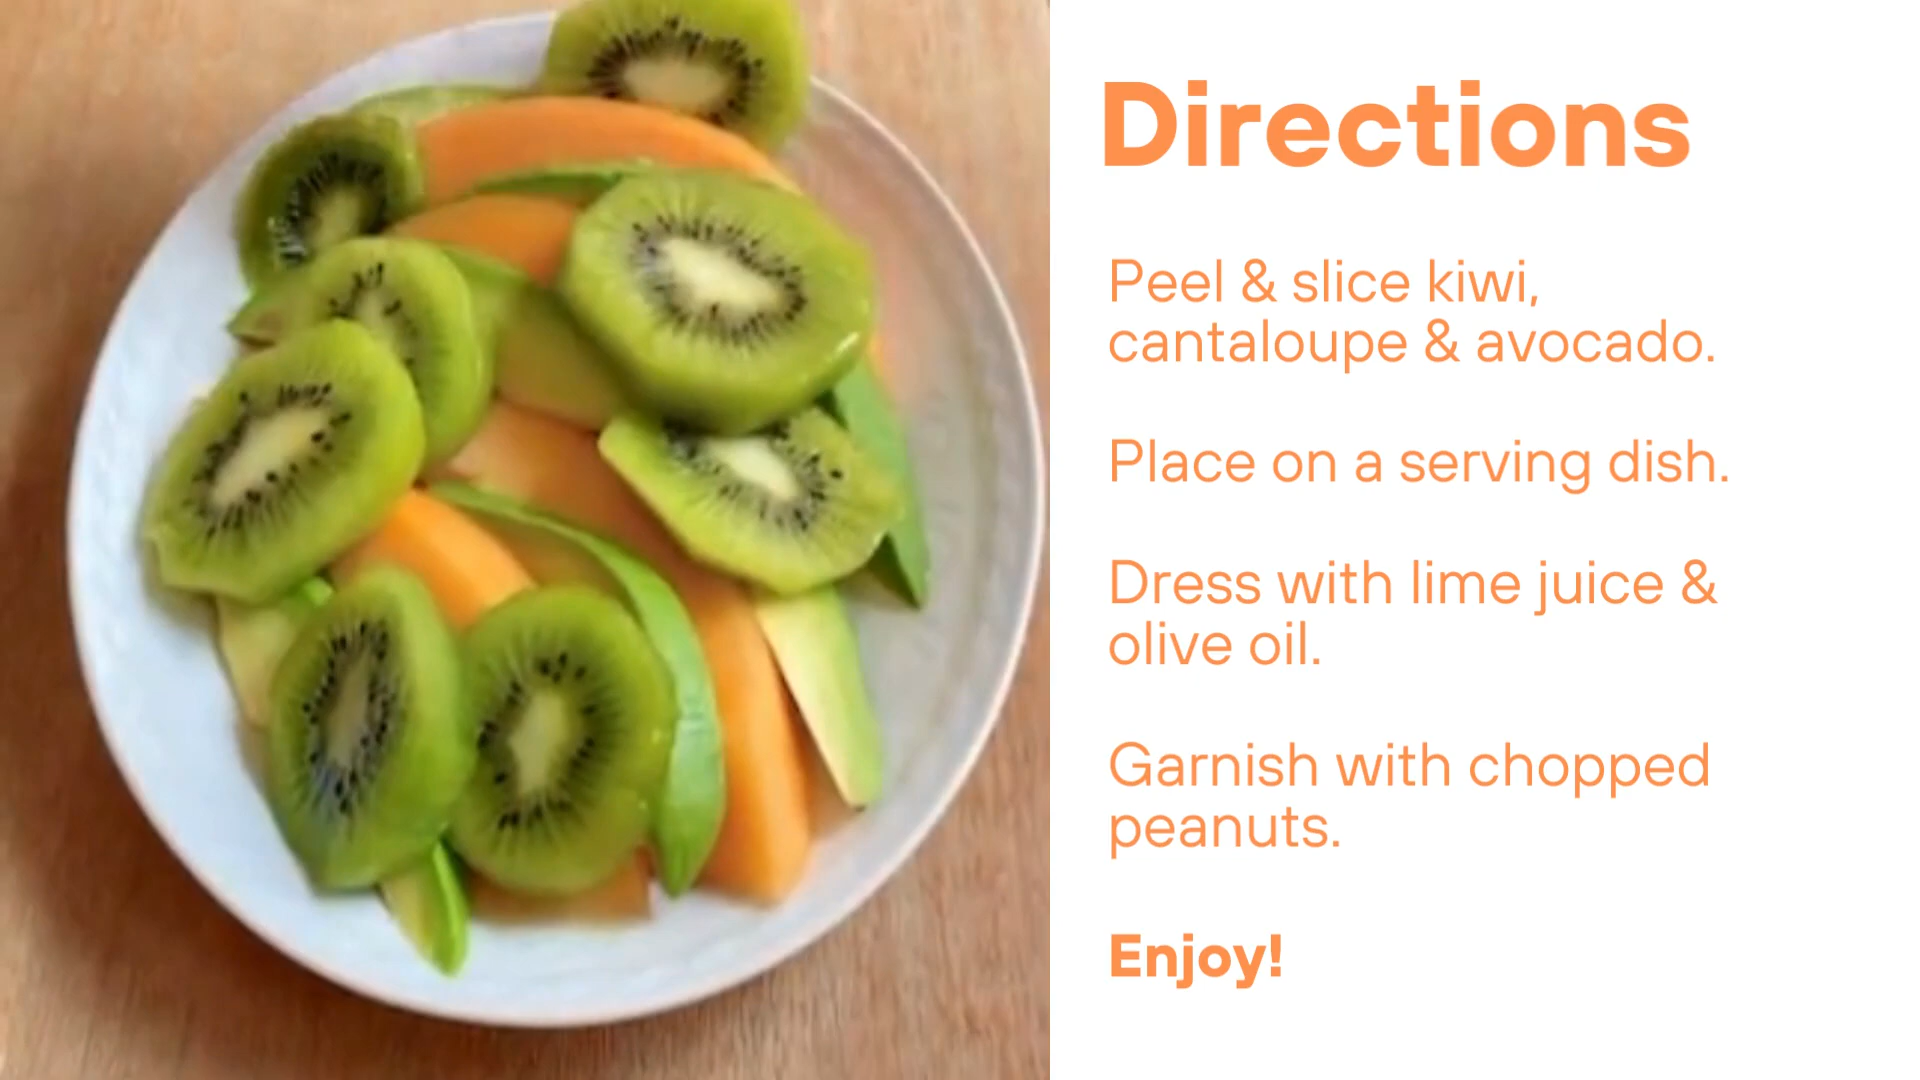 Directions
Peel & slice kiwi,
cantaloupe & avocado.
Place on a serving dish.
Dress with lime juice &
olive oil.
Garnish with chopped
peanuts.
Enjoy!